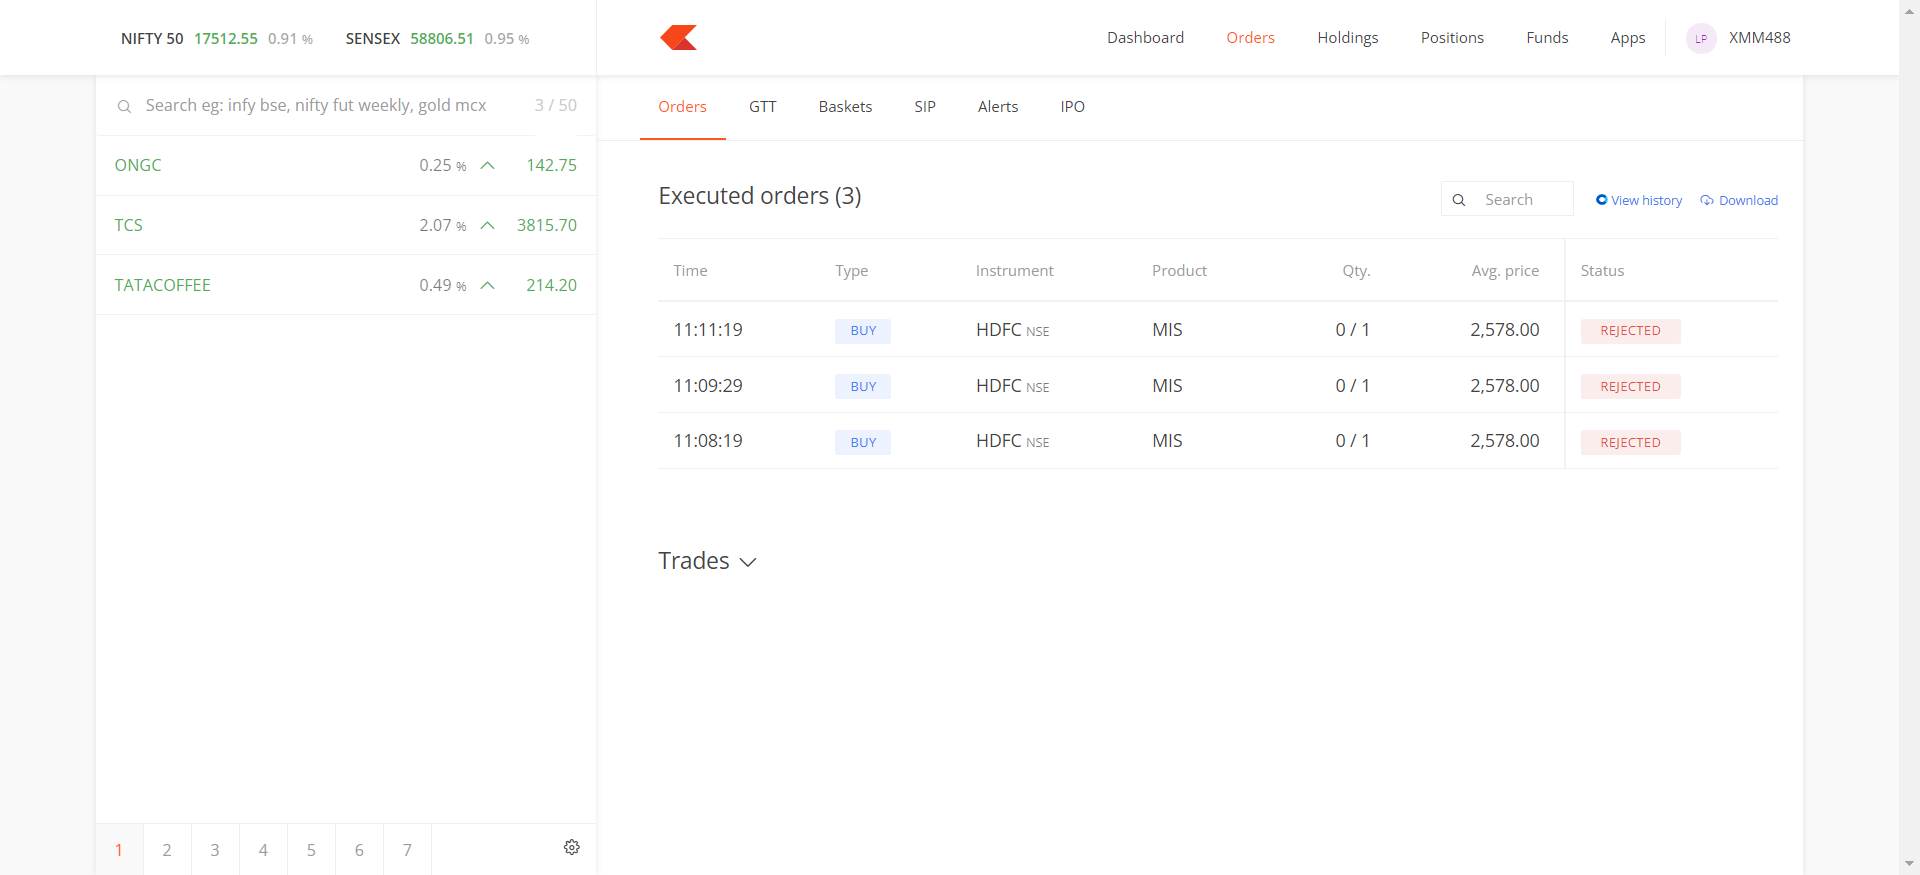 NIFTY 50 17512.55 0.91 % SENSEX 58806.51 0.95 %
Dashboard Orders Holdings Positions Funds Apps LP XMM488
Search eg: infy bse, nifty fut weekly, gold mcx 3 / 50
ONGC 0.25 % 142.75
TCS 2.07 % 3815.70
TATACOFFEE 0.49 % 214.20
1 2 3 4 5 6 7
Orders GTT Baskets SIP Alerts IPO
Executed orders (3) Search View history Download
Time Type Instrument Product Qty. Avg. price Status
11:11:19 BUY HDFC NSE MIS 0 / 1 2,578.00 REJECTED
11:09:29 BUY HDFC NSE MIS 0 / 1 2,578.00 REJECTED
11:08:19 BUY HDFC NSE MIS 0 / 1 2,578.00 REJECTED
Trades